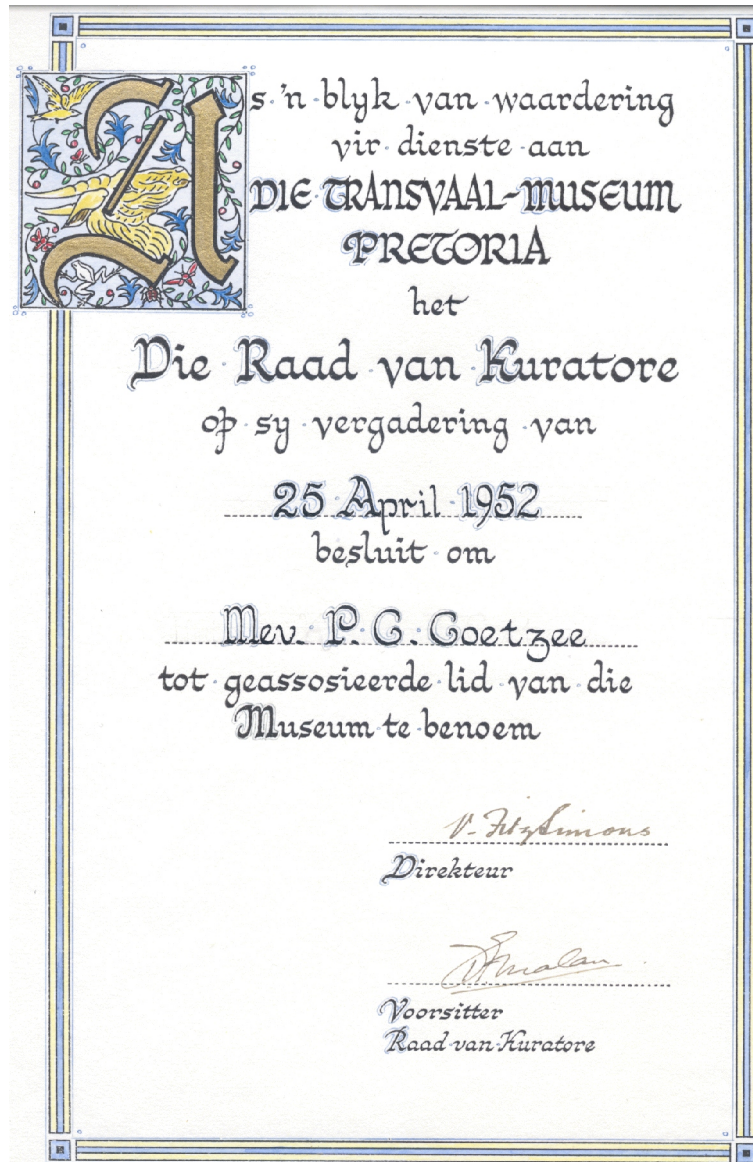 As 'n blyk van waardering
vir dienste aan
DIE TRANSVAAL-MUSEUM
PRETORIA
het
Die Raad van Kuratore
op sy vergadering van
25 April 1952
besluit om
Mev. P. C. Coetzee
tot geassosieerde lid van die
Museum te benoem
V. FitzSimons
Direkteur
Malan
Voorsitter
Raad van Kuratore